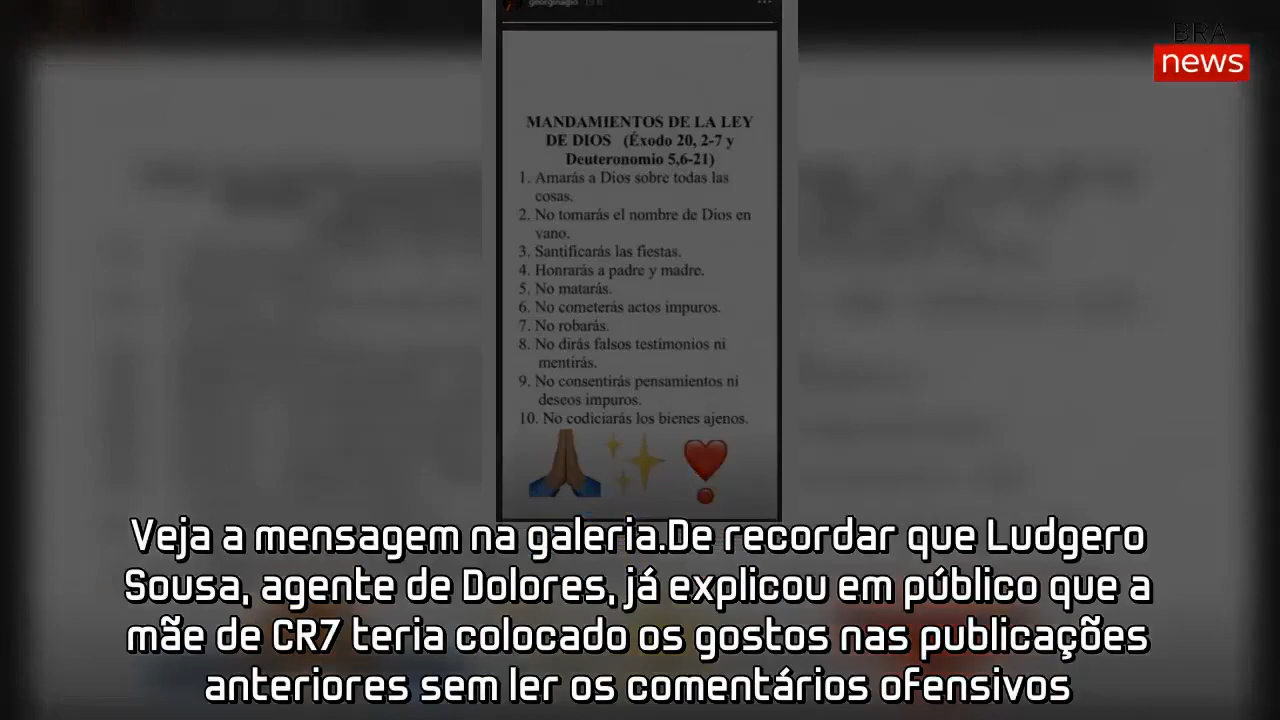 georginagio 19 h
BRA
news
MANDAMIENTOS DE LA LEY
DE DIOS (Éxodo 20, 2-7 y
Deuteronomio 5,6-21)
1. Amarás a Dios sobre todas las
cosas.
2. No tomarás el nombre de Dios en
vano.
3. Santificarás las fiestas.
4. Honrarás a padre y madre.
5. No matarás.
6. No cometerás actos impuros.
7. No robarás.
8. No dirás falsos testimonios ni
mentirás.
9. No consentirás pensamientos ni
deseos impuros.
10. No codiciarás los bienes ajenos.
Veja a mensagem na galeria.De recordar que Ludgero
Sousa, agente de Dolores, já explicou em público que a
mãe de CR7 teria colocado os gostos nas publicações
anteriores sem ler os comentários ofensivos